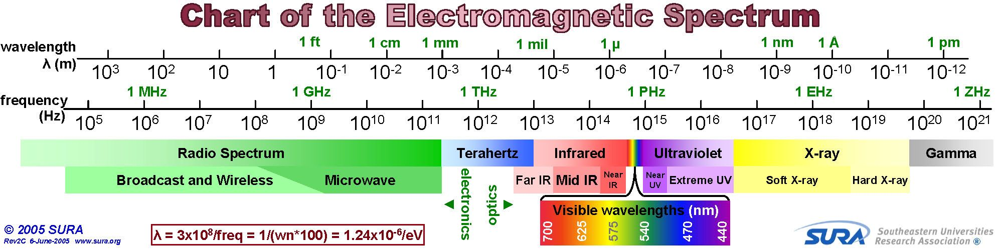 Chart of the Electromagnetic Spectrum
1 ft 1 cm 1 mm 1 mil 1 µ 1 nm 1 Å 1 pm
wavelength
λ (m)
10³ 10² 10 1 10⁻¹ 10⁻² 10⁻³ 10⁻⁴ 10⁻⁵ 10⁻⁶ 10⁻⁷ 10⁻⁸ 10⁻⁹ 10⁻¹⁰ 10⁻¹¹ 10⁻¹²
1 MHz 1 GHz 1 THz 1 PHz 1 EHz 1 ZHz
frequency
(Hz)
10⁵ 10⁶ 10⁷ 10⁸ 10⁹ 10¹⁰ 10¹¹ 10¹² 10¹³ 10¹⁴ 10¹⁵ 10¹⁶ 10¹⁷ 10¹⁸ 10¹⁹ 10²⁰ 10²¹
Radio Spectrum Terahertz Infrared Ultraviolet X-ray Gamma
Broadcast and Wireless Microwave
electronics
optics
Far IR Mid IR Near IR Near UV Extreme UV Soft X-ray Hard X-ray
Visible wavelengths (nm)
700 625 575 540 470 440
© 2005 SURA
Rev2C 6-June-2005 www.sura.org
λ = 3x10⁸/freq = 1/(wn*100) = 1.24x10⁻⁶/eV
SURA
Southeastern Universities
Research Association ®